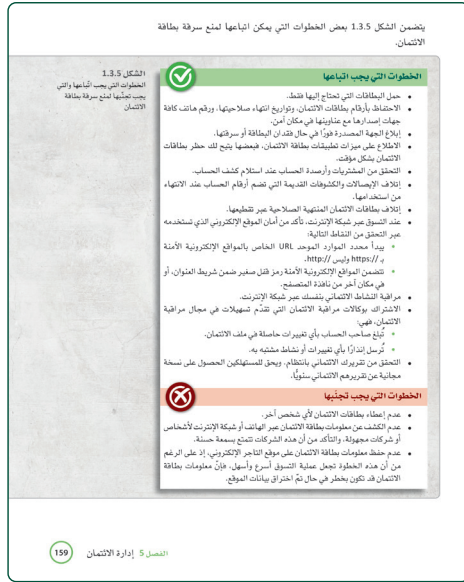 يتضمن الشكل 1.3.5 بعض الخطوات التي يمكن اتباعها لمنع سرقة بطاقة
الائتمان.
الشكل 1.3.5
الخطوات التي يجب اتّباعها والتي
يجب تجنّبها لمنع سرقة بطاقة
الائتمان
الخطوات التي يجب اتباعها
• حمل البطاقات التي تحتاج إليها فقط.
• الاحتفاظ بأرقام بطاقات الائتمان، وتواريخ انتهاء صلاحيتها، ورقم هاتف كافة
جهات إصدارها مع عناوينها في مكان آمن.
• إبلاغ الجهة المصدرة فورًا في حال فقدان البطاقة أو سرقتها.
• الاطلاع على ميزات تطبيقات بطاقة الائتمان، فبعضها يتيح لك حظر بطاقات
الائتمان بشكل مؤقت.
• التحقق من المشتريات وأرصدة الحساب عند استلام كشف الحساب.
• إتلاف الإيصالات والكشوفات القديمة التي تضم أرقام الحساب عند الانتهاء
من استخدامها.
• إتلاف بطاقات الائتمان المنتهية الصلاحية عبر تقطيعها.
• عند التسوق عبر شبكة الإنترنت، تأكد من أمان الموقع الإلكتروني الذي تستخدمه
عبر التحقق من النشاط التالية:
• يبدأ محدد الموارد الموحد URL الخاص بالمواقع الإلكترونية الآمنة
بـ //:https وليس //:http.
• تتضمن المواقع الإلكترونية الآمنة رمز قفل صغير ضمن شريط العنوان، أو
في مكان آخر من نافذة المتصفح.
• مراقبة النشاط الائتماني بنفسك عبر شبكة الإنترنت.
• الاشتراك بوكالات مراقبة الائتمان التي تقدّم تسهيلات في مجال مراقبة
الائتمان، فهي:
• تُبلغ صاحب الحساب بأي تغييرات حاصلة في ملف الائتمان.
• تُرسل إنذارًا بأي تغييرات أو نشاط مشتبه به.
• التحقق من تقريرك الائتماني بانتظام. ويحق للمستهلكين الحصول على نسخة
مجانية عن تقريرهم الائتماني سنويًّا.
الخطوات التي يجب تجنّبها
• عدم إعطاء بطاقات الائتمان لأي شخص آخر.
• عدم الكشف عن معلومات بطاقة الائتمان عبر الهاتف أو شبكة الإنترنت لأشخاص
أو شركات مجهولة، والتأكد من أن هذه الشركات تتمتع بسمعة حسنة.
• عدم حفظ معلومات بطاقة الائتمان على موقع التاجر الإلكتروني، إذ على الرغم
من أن هذه الخطوة تجعل عملية التسوق أسرع وأسهل، فإنّ معلومات بطاقة
الائتمان قد تكون بخطر في حال تمّ اختراق بيانات الموقع.
الفصل 5 إدارة الائتمان 159